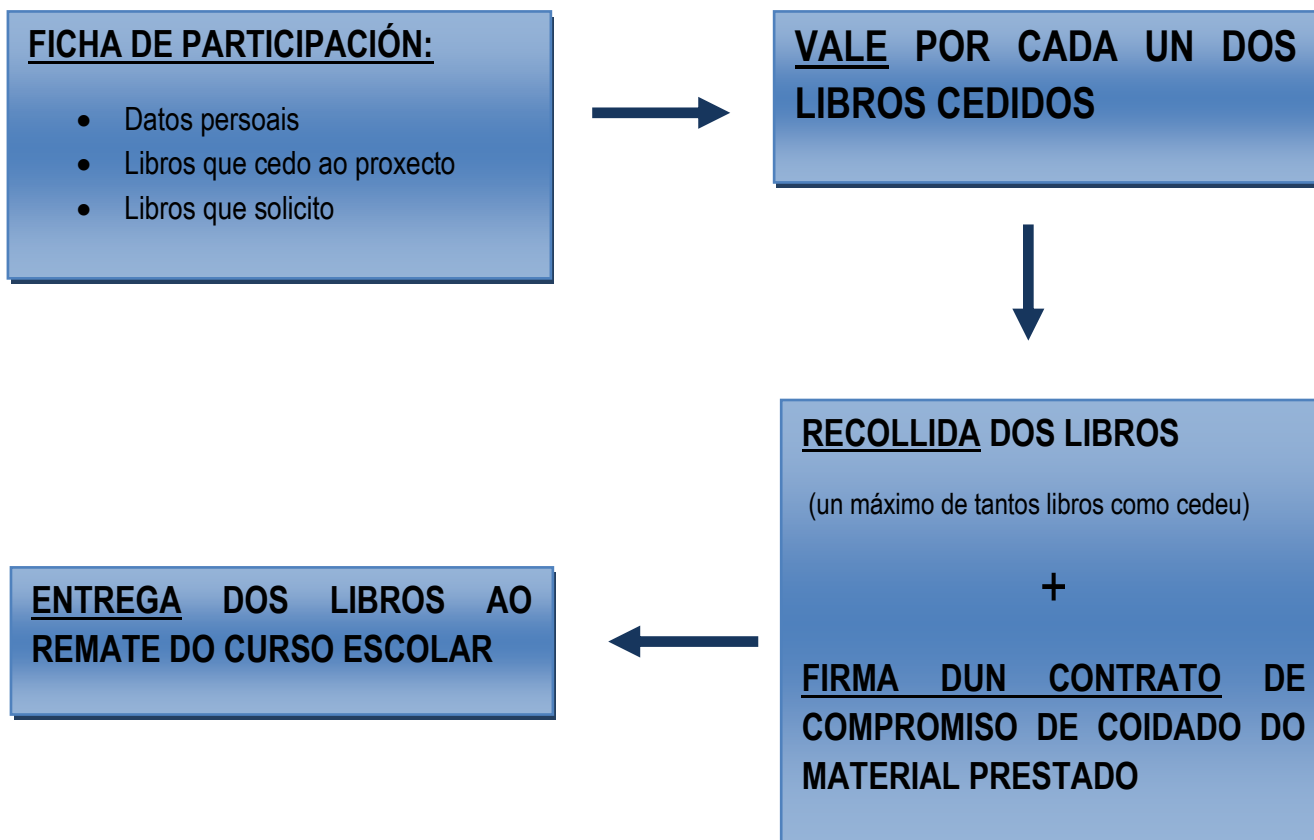 FICHA DE PARTICIPACIÓN:
• Datos persoais
• Libros que cedo ao proxecto
• Libros que solicito
VALE POR CADA UN DOS
LIBROS CEDIDOS
RECOLLIDA DOS LIBROS
(un máximo de tantos libros como cedeu)
+
FIRMA DUN CONTRATO DE
COMPROMISO DE COIDADO DO
MATERIAL PRESTADO
ENTREGA DOS LIBROS AO
REMATE DO CURSO ESCOLAR